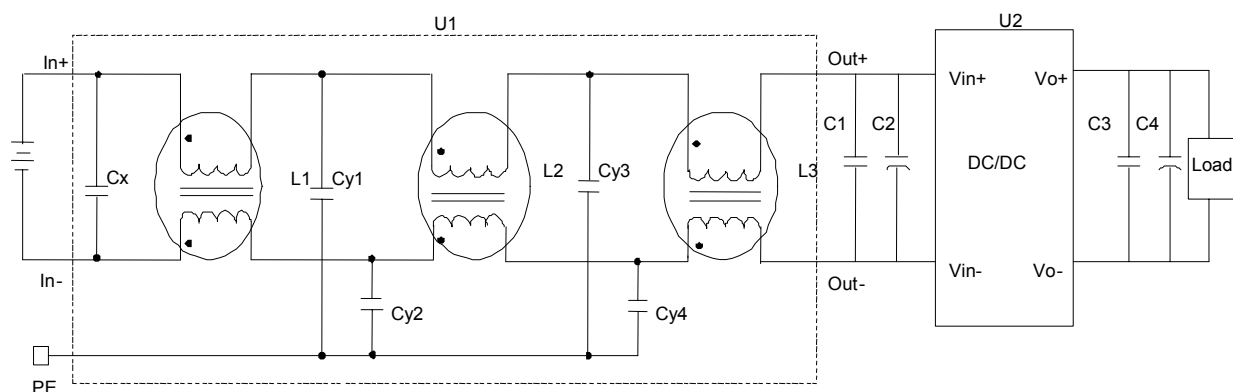 U1
U2
In+
Out+
Vin+
Vo+
C1
C2
C3
C4
Cx
L1
Cy1
L2
Cy3
L3
DC/DC
Load
In-
Out-
Vin-
Vo-
Cy2
Cy4
PE